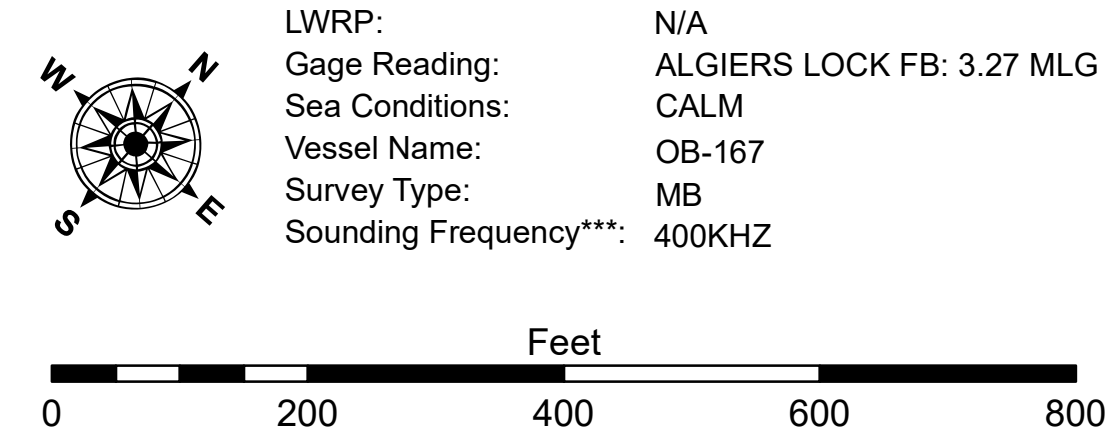 W N
S E
LWRP: N/A
Gage Reading: ALGIERS LOCK FB: 3.27 MLG
Sea Conditions: CALM
Vessel Name: OB-167
Survey Type: MB
Sounding Frequency***: 400KHZ
Feet
0 200 400 600 800